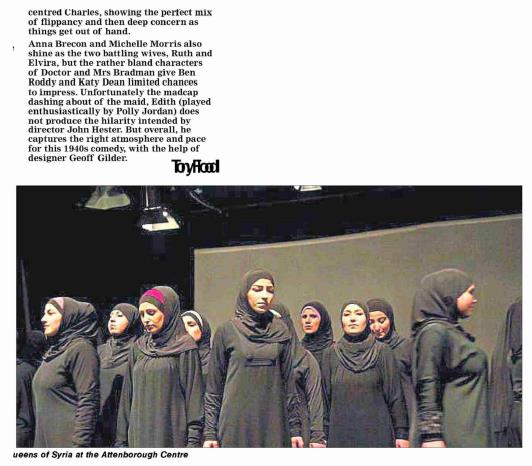 centred Charles, showing the perfect mix
of flippancy and then deep concern as
things get out of hand.
Anna Brecon and Michelle Morris also
shine as the two battling wives, Ruth and
Elvira, but the rather bland characters
of Doctor and Mrs Bradman give Ben
Roddy and Katy Dean limited chances
to impress. Unfortunately the madcap
dashing about of the maid, Edith (played
enthusiastically by Polly Jordan) does
not produce the hilarity intended by
director John Hester. But overall, he
captures the right atmosphere and pace
for this 1940s comedy, with the help of
designer Geoff Gilder.
Tony Flood
ueens of Syria at the Attenborough Centre